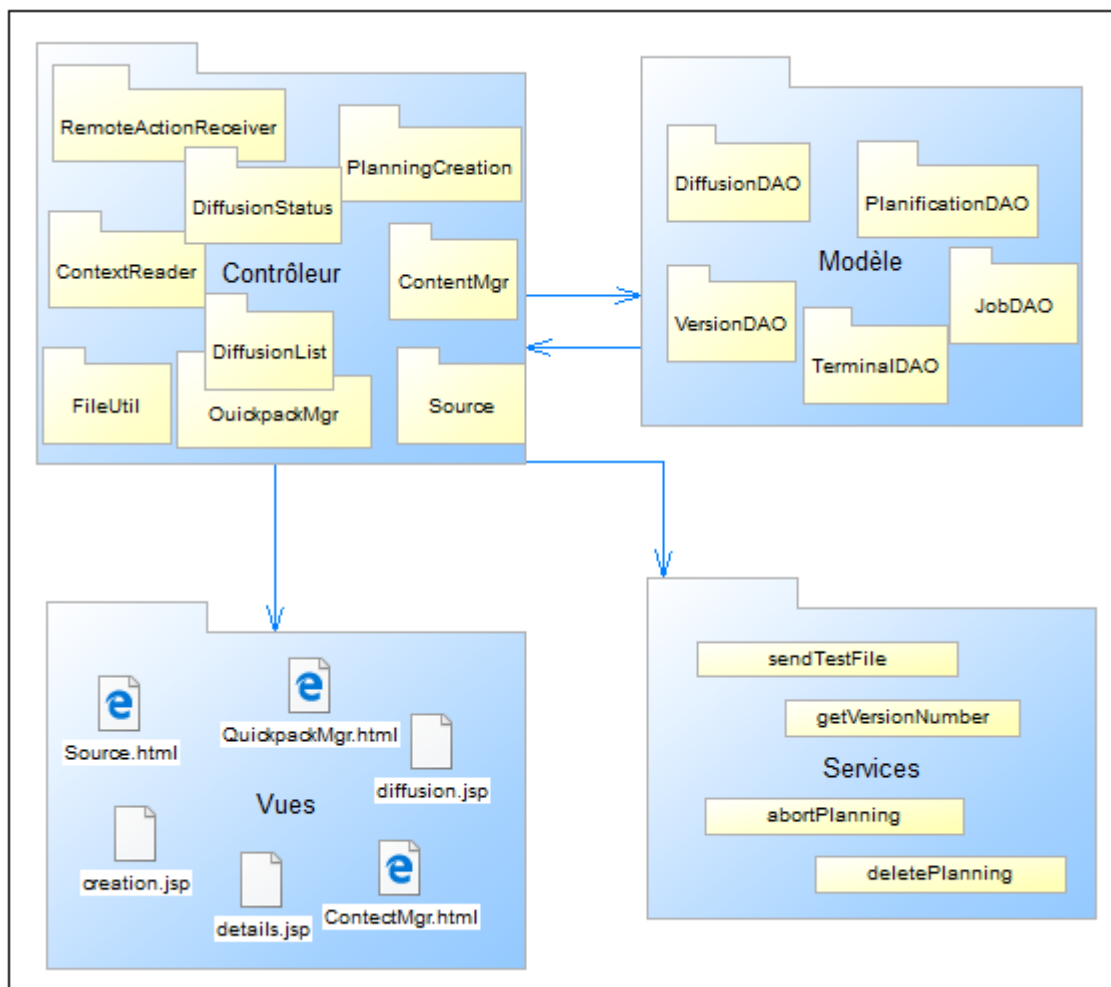 RemoteActionReceiver
PlanningCreation
DiffusionStatus
ContextReader
Contrôleur
ContentMgr
DiffusionList
FileUtil
QuickpackMgr
Source
DiffusionDAO
PlanificationDAO
Modèle
VersionDAO
JobDAO
TerminalDAO
Source.html
QuickpackMgr.html
diffusion.jsp
Vues
creation.jsp
details.jsp
ContectMgr.html
sendTestFile
getVersionNumber
Services
abortPlanning
deletePlanning